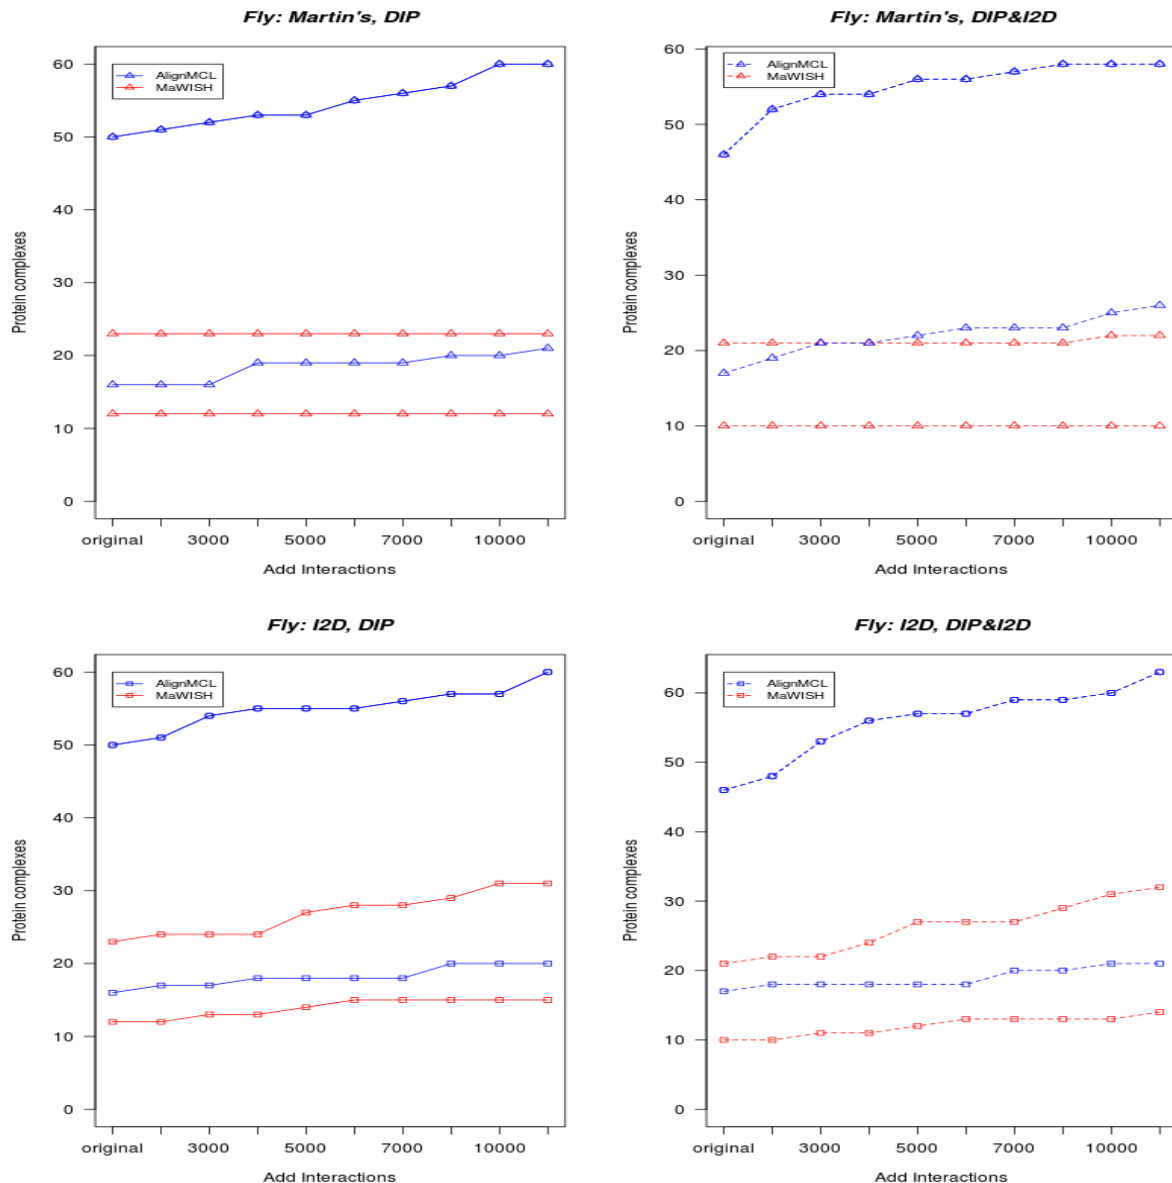 Fly: Martin's, DIP
60
50
40
30
20
10
0
Protein complexes
AlignMCL
MaWISH
original 3000 5000 7000 10000
Add Interactions
Fly: Martin's, DIP&I2D
60
50
40
30
20
10
0
Protein complexes
AlignMCL
MaWISH
original 3000 5000 7000 10000
Add Interactions
Fly: I2D, DIP
60
50
40
30
20
10
0
Protein complexes
AlignMCL
MaWISH
original 3000 5000 7000 10000
Add Interactions
Fly: I2D, DIP&I2D
60
50
40
30
20
10
0
Protein complexes
AlignMCL
MaWISH
original 3000 5000 7000 10000
Add Interactions